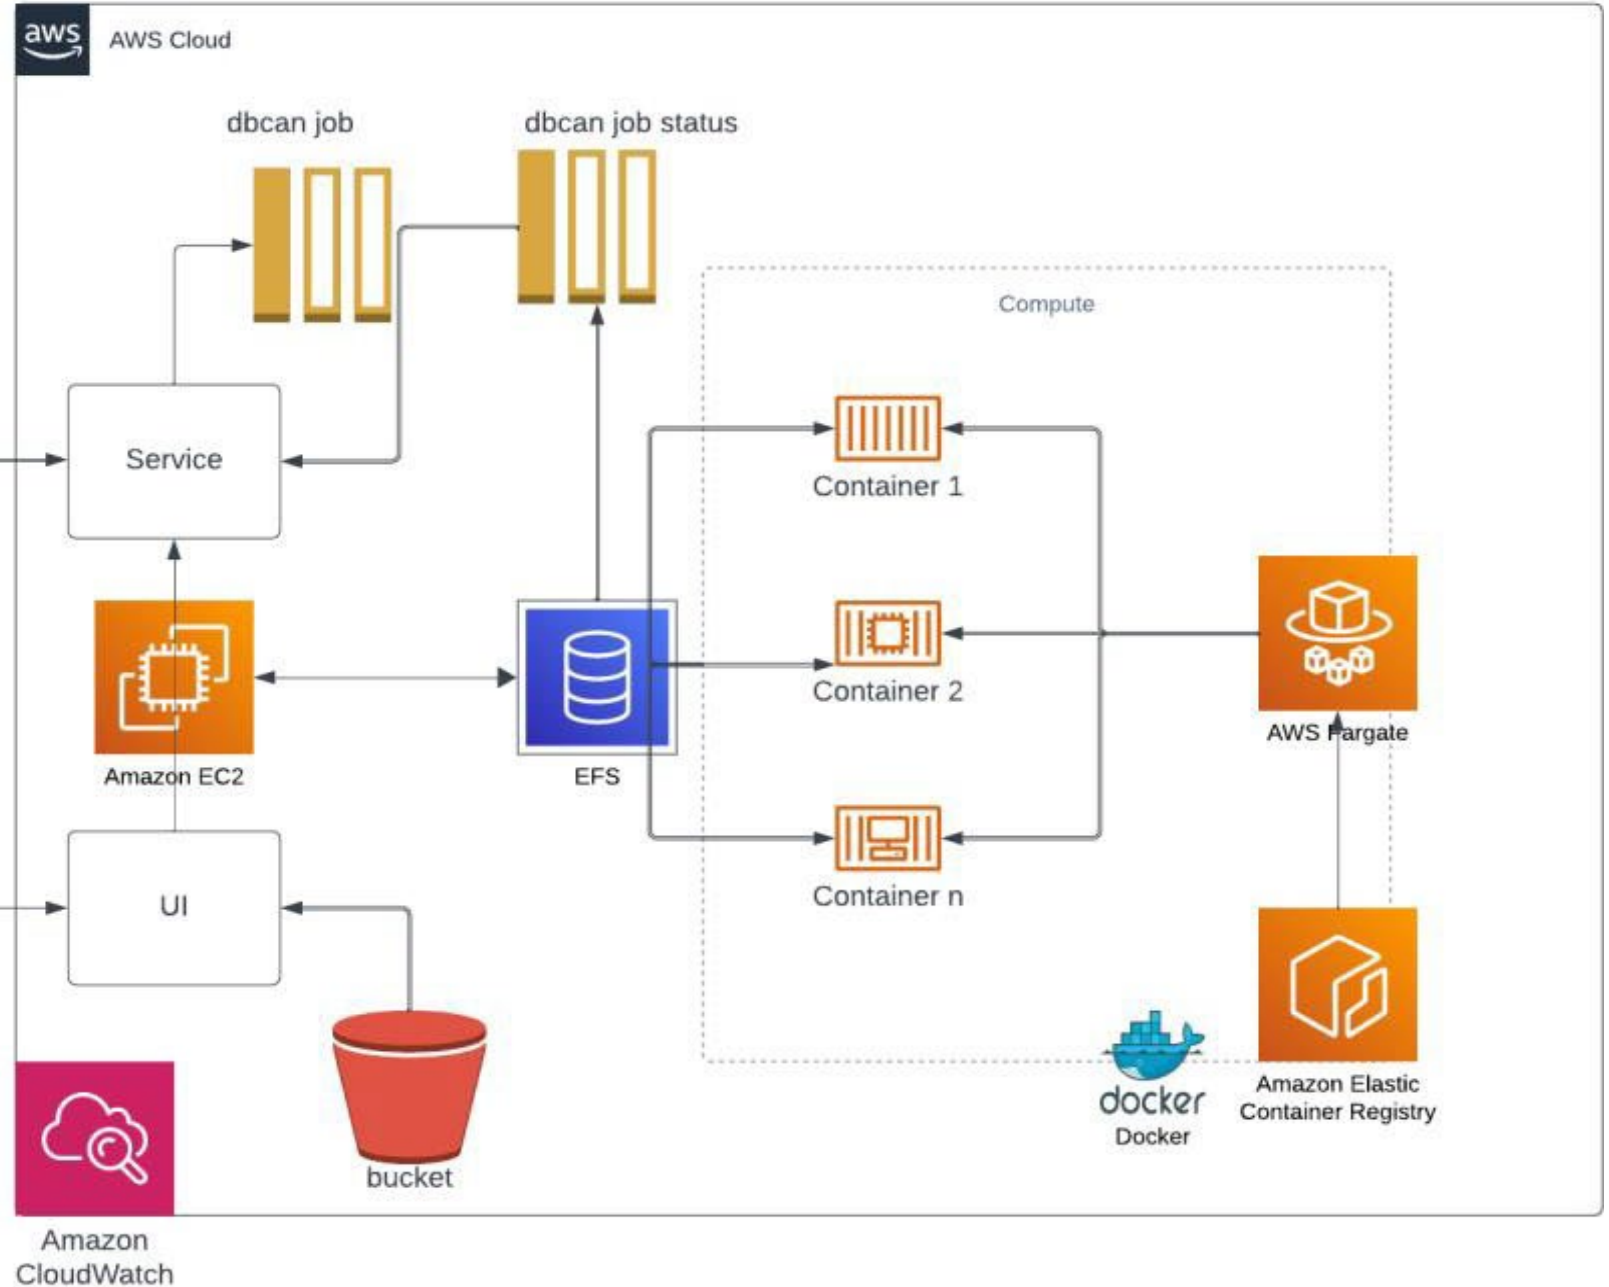 aws
AWS Cloud
dbcan job
dbcan job status
Compute
Service
Container 1
Container 2
AWS Fargate
Amazon EC2
EFS
UI
Container n
docker
Docker
Amazon Elastic
Container Registry
bucket
Amazon
CloudWatch